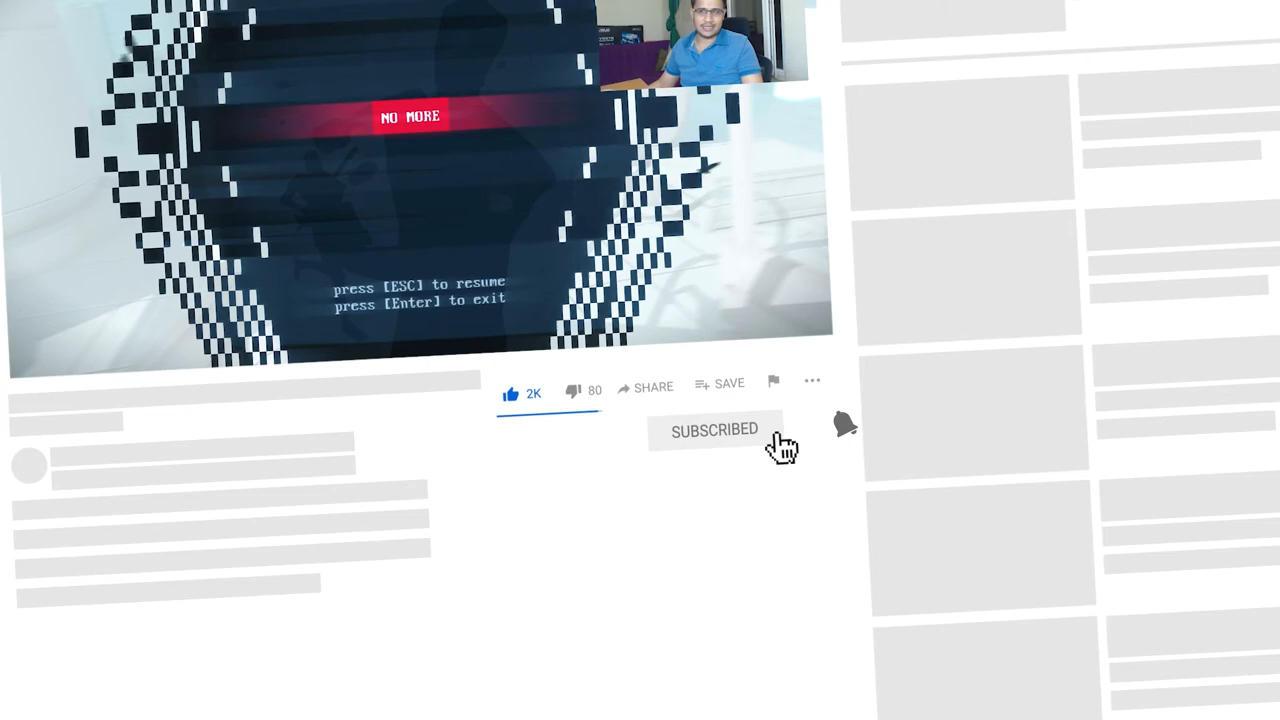 NO MORE
press [ESC] to resume
press [Enter] to exit
2K 80 SHARE SAVE
SUBSCRIBED